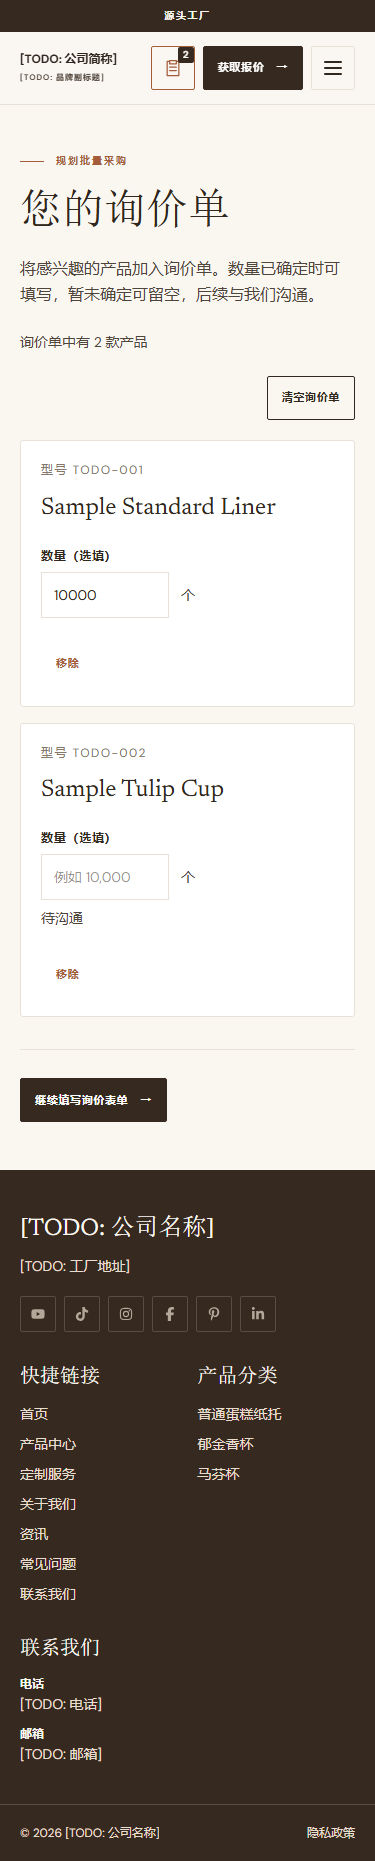 源头工厂
[TODO: 公司简称]
[TODO: 品牌副标题]
2
获取报价 →
规划批量采购
您的询价单
将感兴趣的产品加入询价单。数量已确定时可
填写，暂未确定可留空，后续与我们沟通。
询价单中有 2 款产品
清空询价单
型号 TODO-001
Sample Standard Liner
数量（选填）
10000 个
移除
型号 TODO-002
Sample Tulip Cup
数量（选填）
例如 10,000 个
待沟通
移除
继续填写询价表单 →
[TODO: 公司名称]
[TODO: 工厂地址]
快捷链接
首页
产品中心
定制服务
关于我们
资讯
常见问题
联系我们
产品分类
普通蛋糕纸托
郁金香杯
马芬杯
联系我们
电话
[TODO: 电话]
邮箱
[TODO: 邮箱]
© 2026 [TODO: 公司名称]
隐私政策